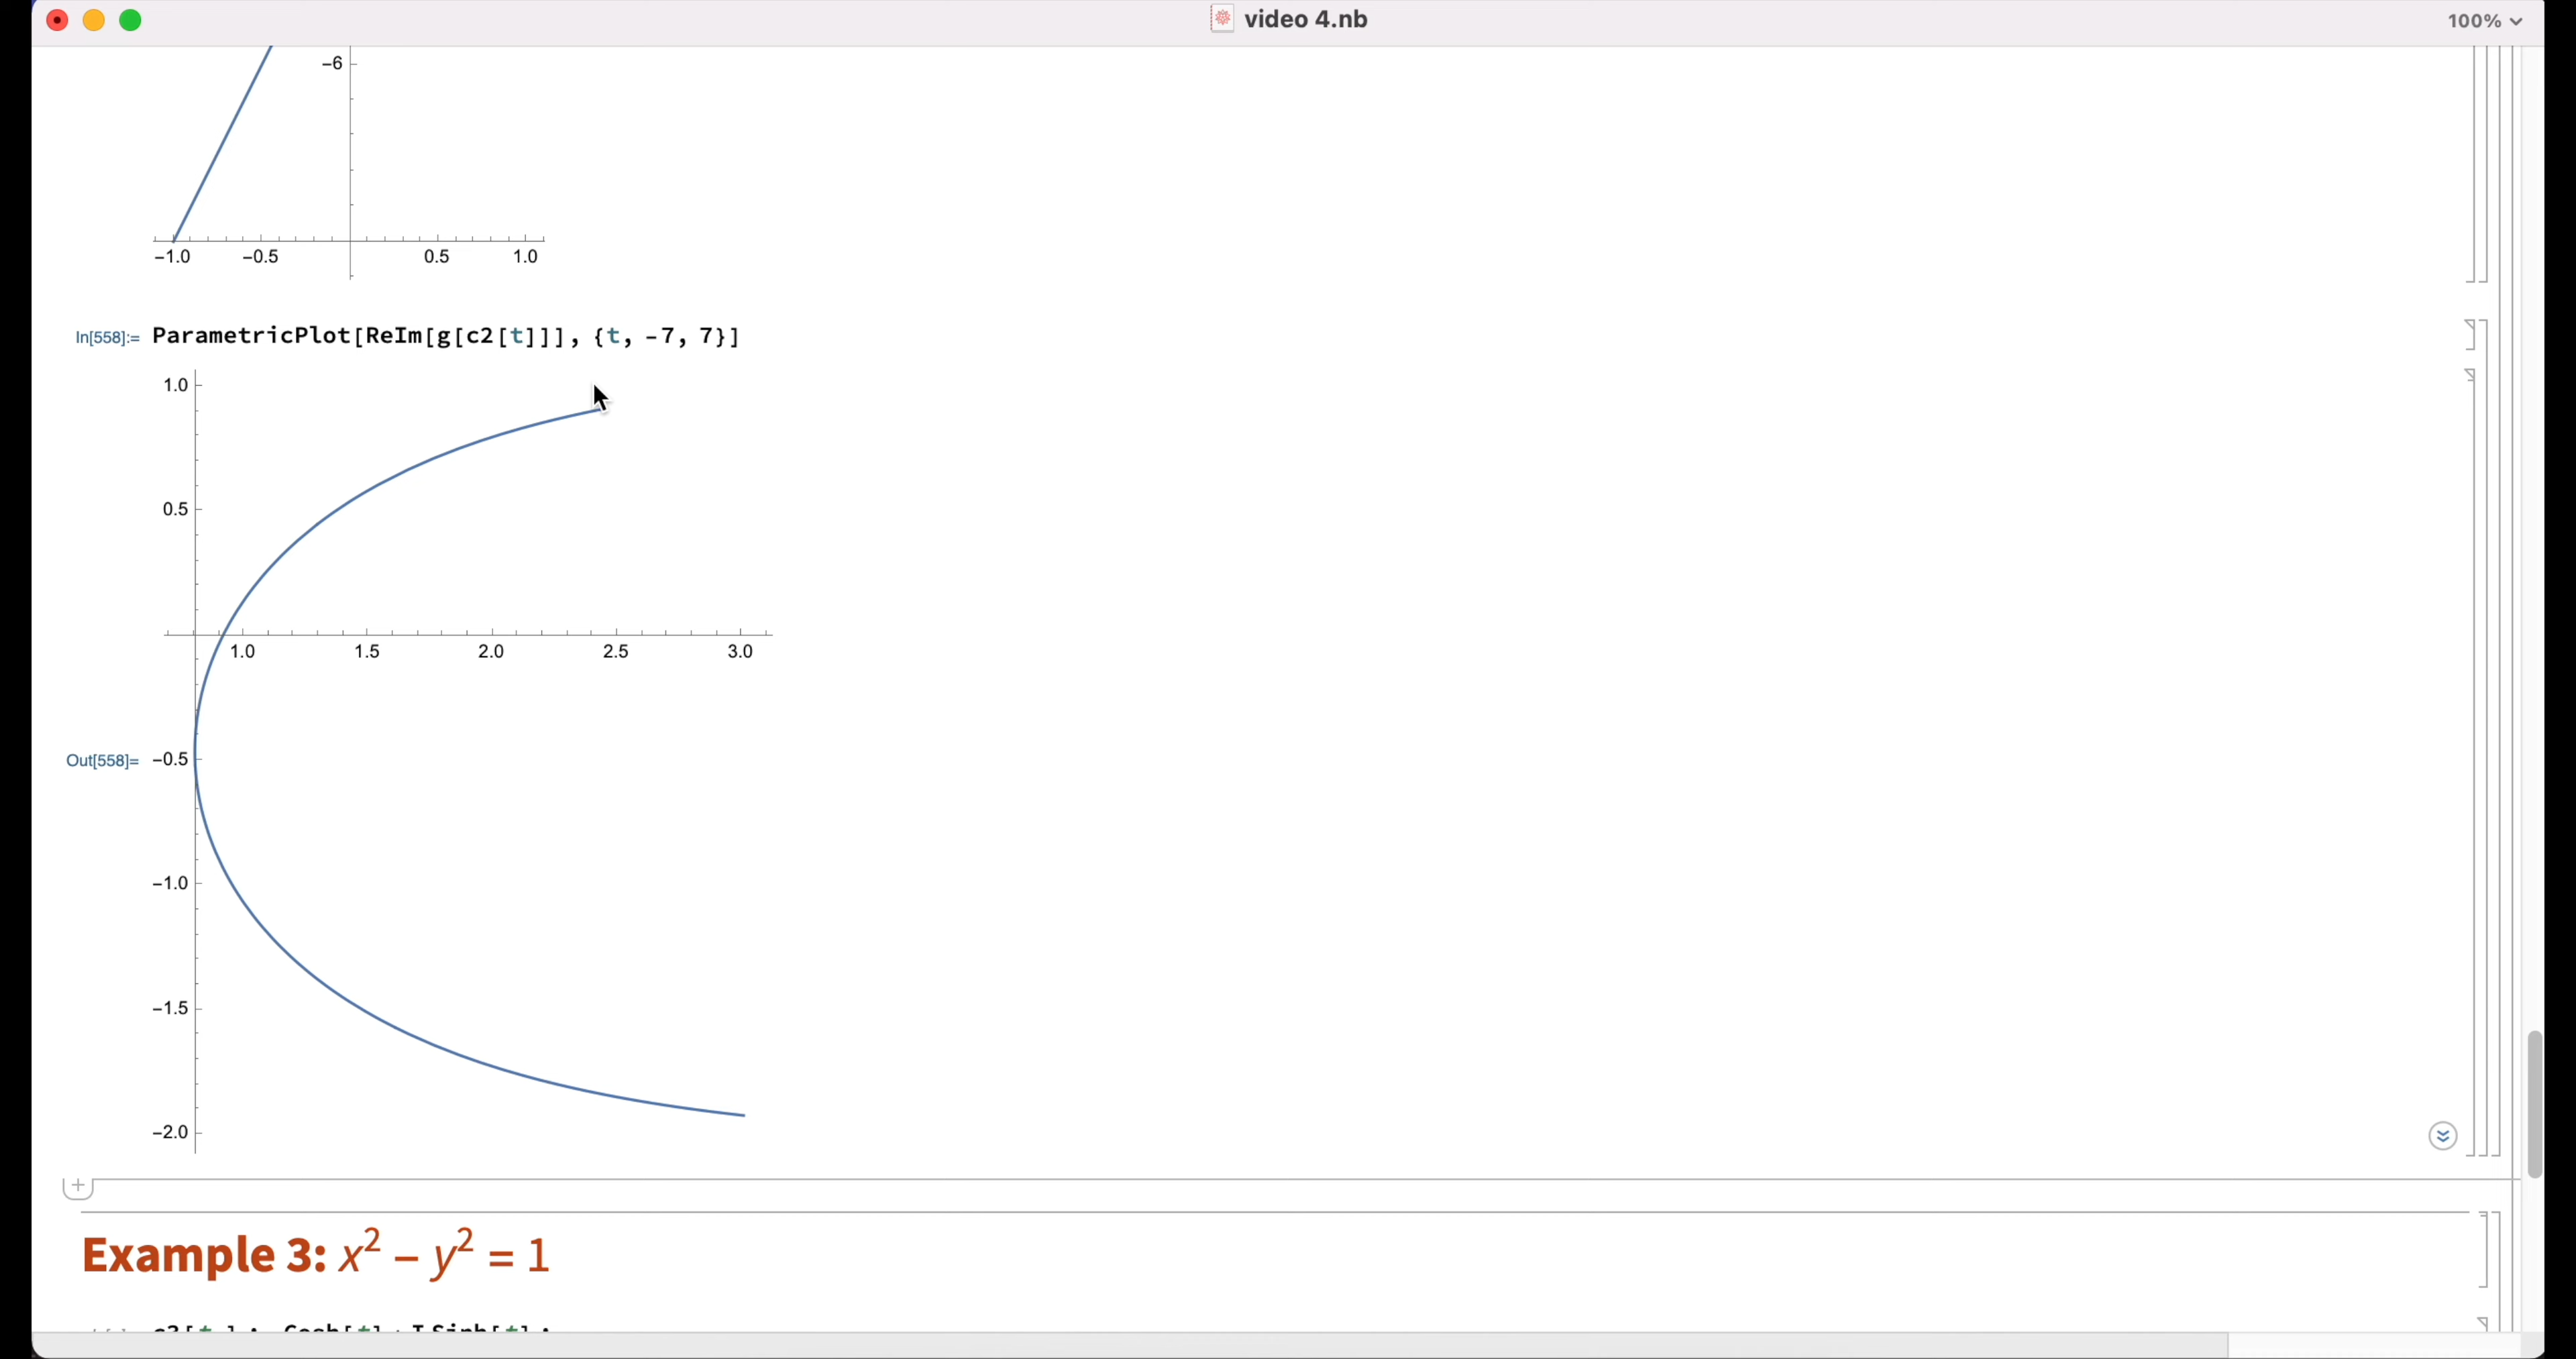 video 4.nb
100%
-6
-1.0 -0.5 0.5 1.0
In[558]:= ParametricPlot[ReIm[g[c2[t]]], {t, -7, 7}]
1.0
0.5
1.0 1.5 2.0 2.5 3.0
Out[558]= -0.5
-1.0
-1.5
-2.0
Example 3: x² – y² = 1